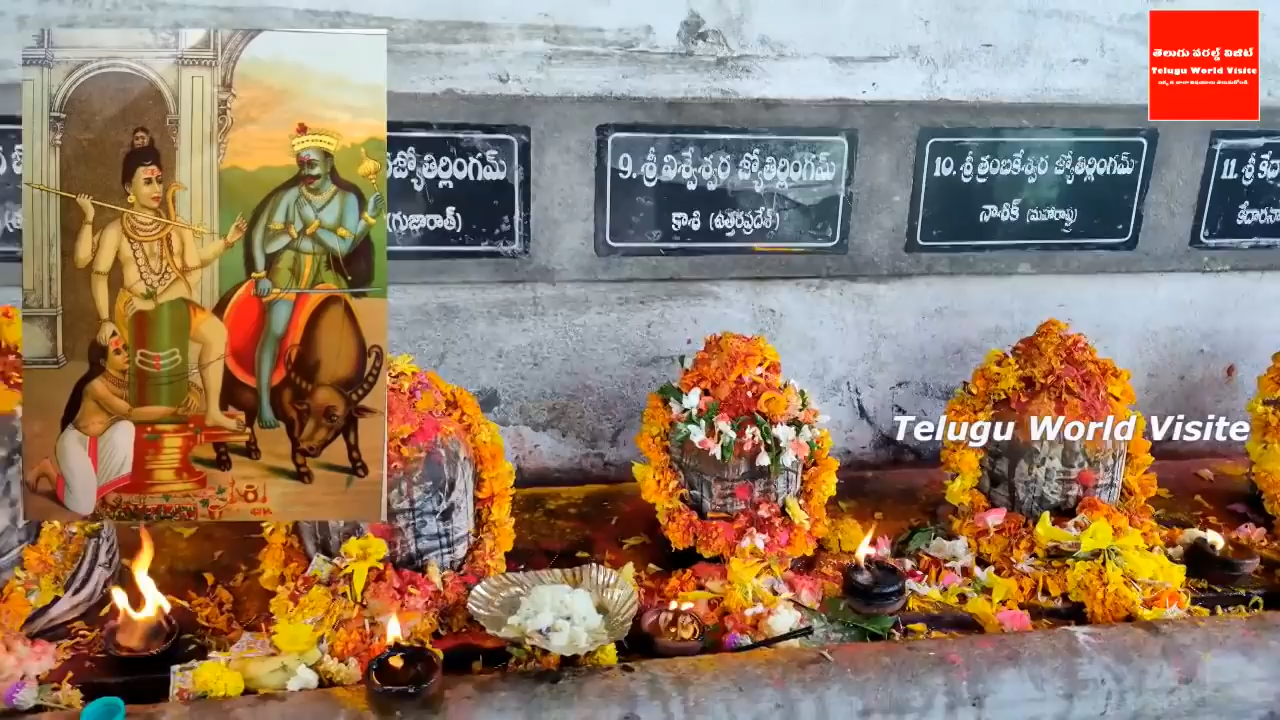 తెలుగు వరల్డ్ విజిట్
Telugu World Visite
జ్యోతిర్లింగమ్
(గుజారాత్)
9. శ్రీ విశ్వేశ్వర జ్యోతిర్లింగమ్
కాశి (ఉత్తరప్రదేశ్)
10. శ్రీ త్రంబకేశ్వర జ్యోతిర్లింగమ్
నాశిక్ (మహారాష్ట్ర)
11. శ్రీ కేదా
కేదారనా
Telugu World Visite